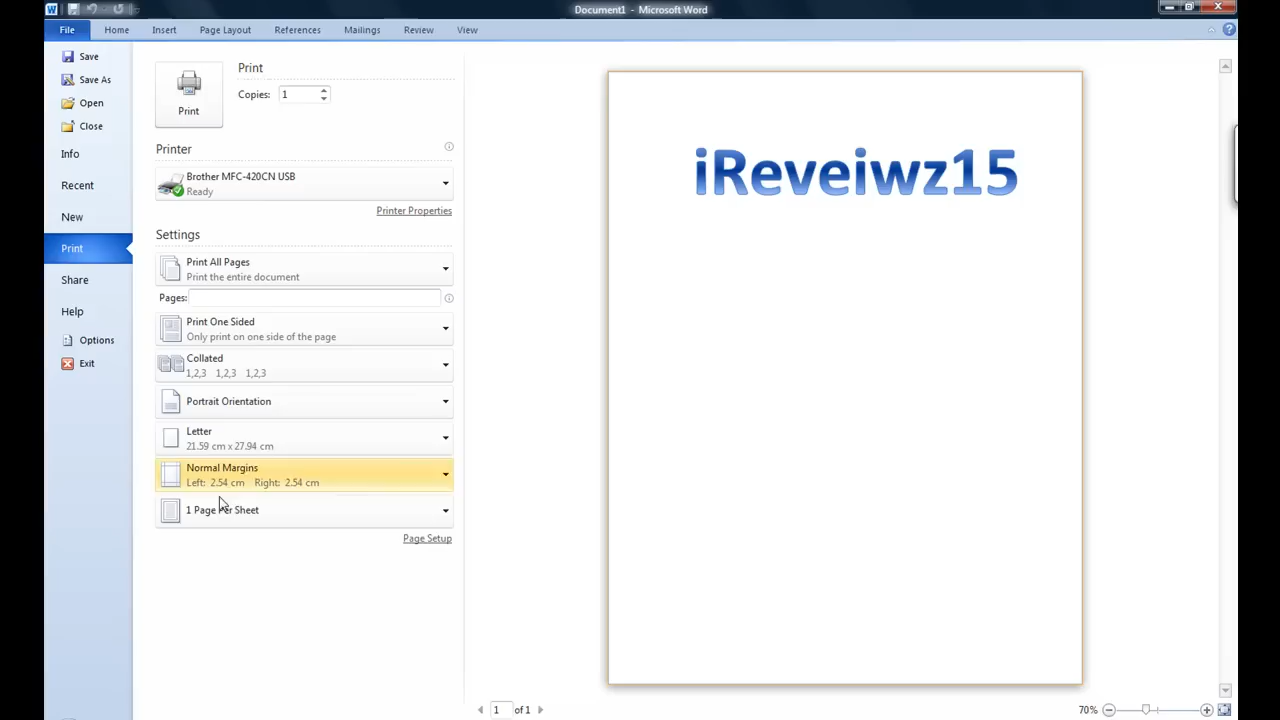 Document1 - Microsoft Word
File Home Insert Page Layout References Mailings Review View
Save
Save As
Open
Close
Info
Recent
New
Print
Share
Help
Options
Exit
Print
Print
Copies: 1
Printer
Brother MFC-420CN USB
Ready
Printer Properties
Settings
Print All Pages
Print the entire document
Pages:
Print One Sided
Only print on one side of the page
Collated
1,2,3 1,2,3 1,2,3
Portrait Orientation
Letter
21.59 cm x 27.94 cm
Normal Margins
Left: 2.54 cm Right: 2.54 cm
1 Page Per Sheet
Page Setup
iReveiwz15
1 of 1
70%